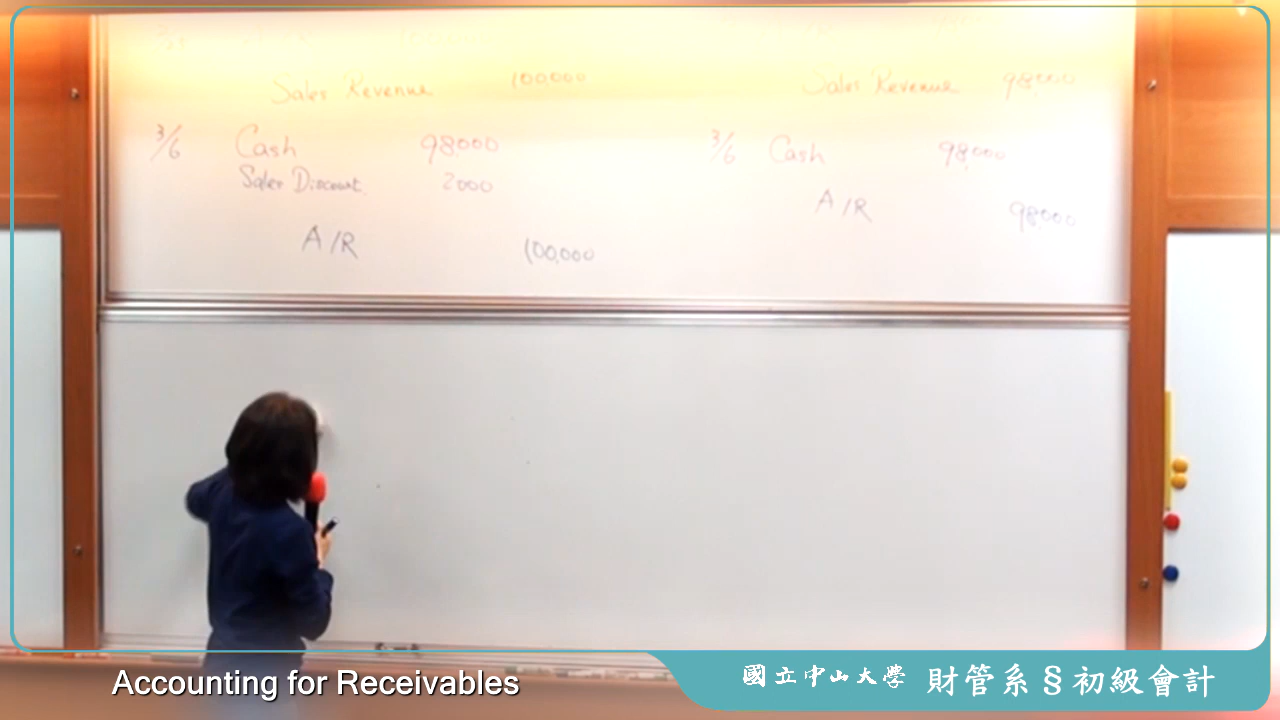 Sales Revenue 100,000
3/6 Cash 98,000
Sales Discount 2000
A/R 100,000
Sales Revenue 98,000
3/6 Cash 98,000
A/R 98,000
Accounting for Receivables
國立中山大學 財管系§初級會計